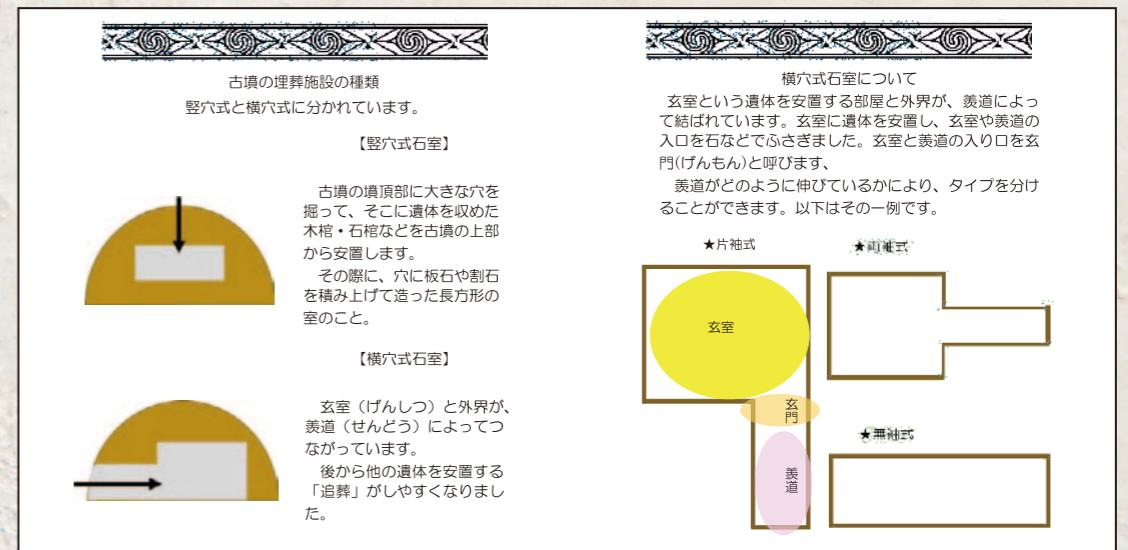 古墳の埋葬施設の種類
竪穴式と横穴式に分かれています。
【竪穴式石室】
古墳の墳頂部に大きな穴を
掘って、そこに遺体を収めた
木棺・石棺などを古墳の上部
から安置します。
その際に、穴に板石や割石
を積み上げて造った長方形の
室のこと。
【横穴式石室】
玄室（げんしつ）と外界が、
羨道（せんどう）によってつ
ながっています。
後から他の遺体を安置する
「追葬」がしやすくなりまし
た。
横穴式石室について
玄室という遺体を安置する部屋と外界が、羨道によっ
て結ばれています。玄室に遺体を安置し、玄室や羨道の
入口を石などでふさぎました。玄室と羨道の入り口を玄
門(げんもん)と呼びます、
羨道がどのように伸びているかにより、タイプを分け
ることができます。以下はその一例です。
★片袖式
★両袖式
玄室
玄門
羨道
★無袖式